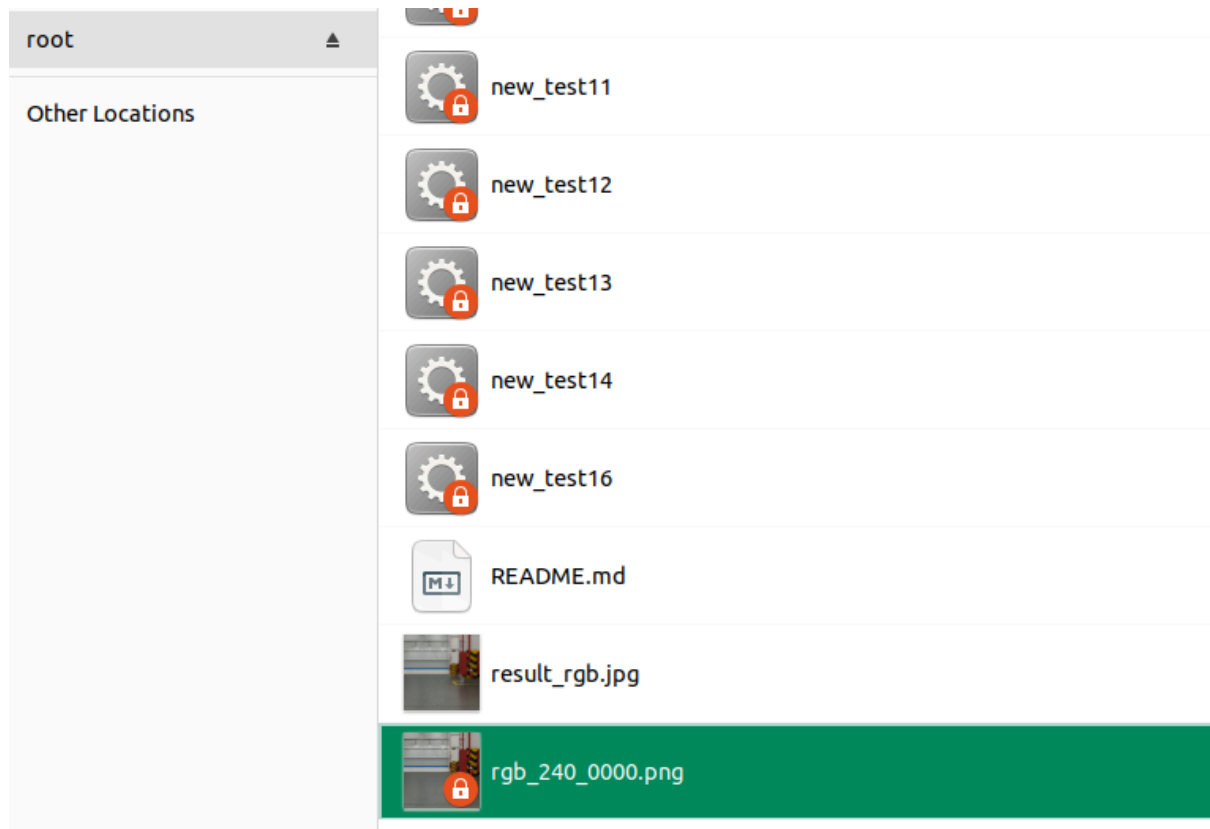 root
Other Locations
new_test11
new_test12
new_test13
new_test14
new_test16
M
README.md
result_rgb.jpg
rgb_240_0000.png